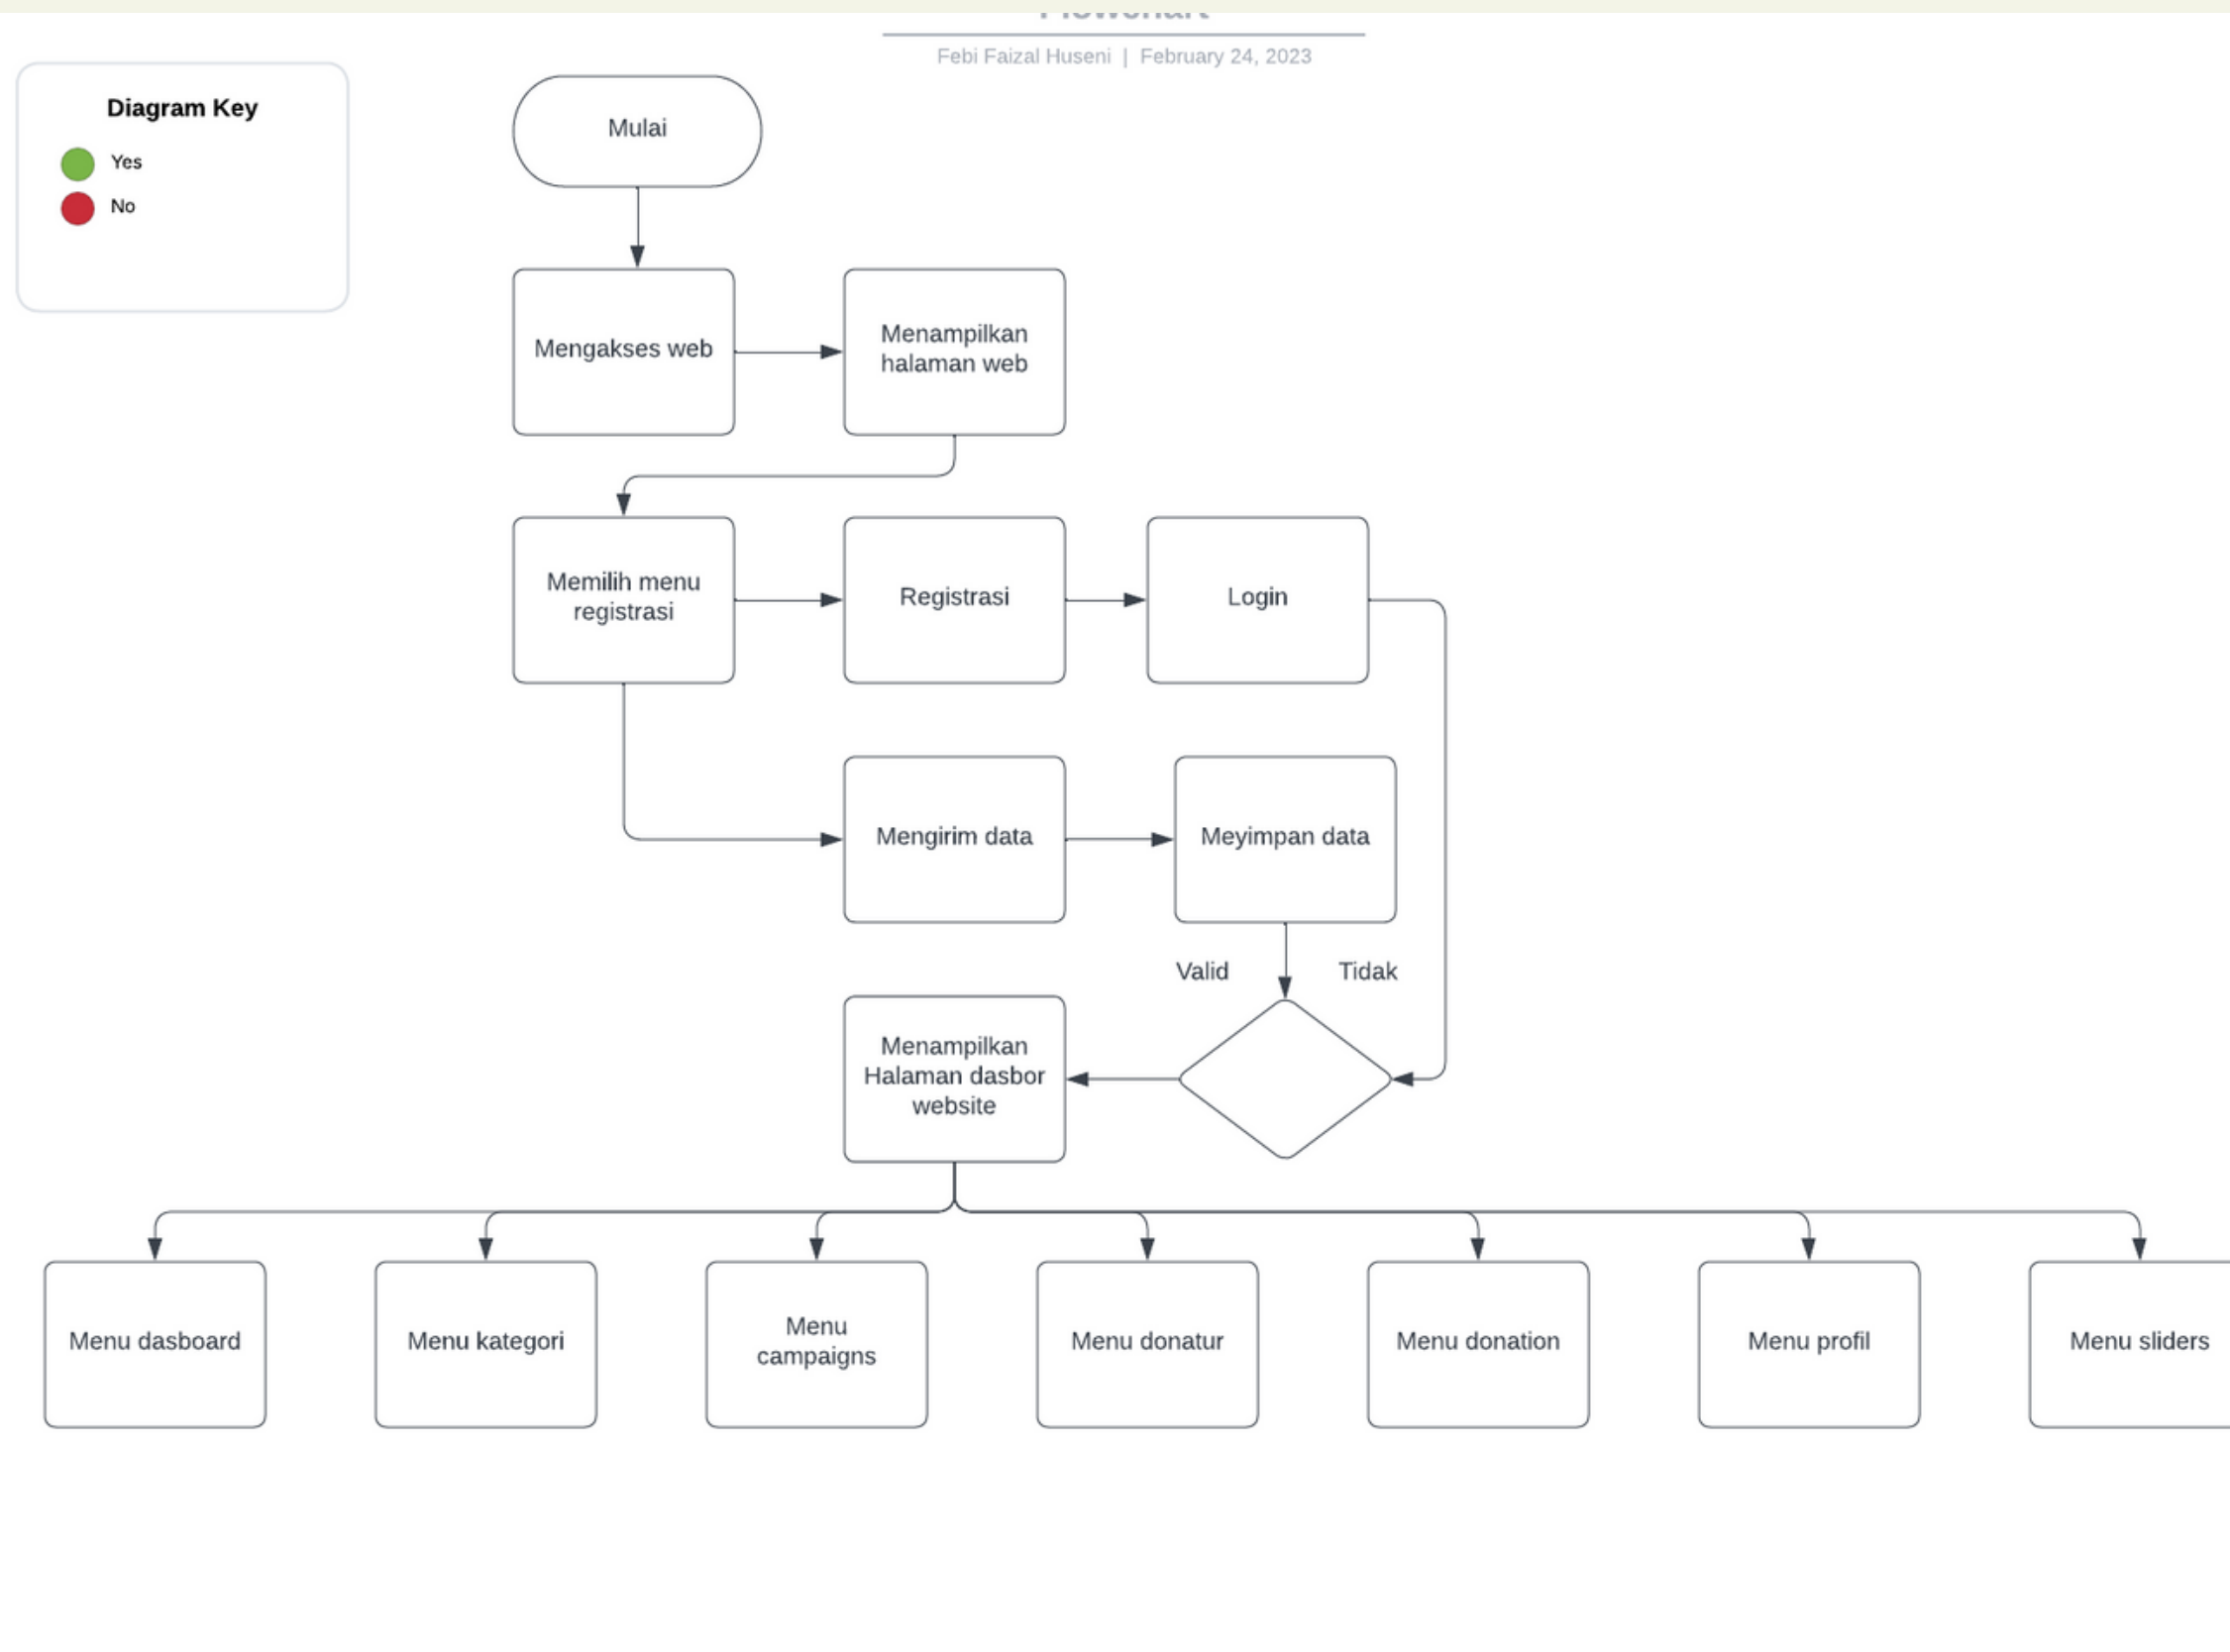 Febi Faizal Huseni | February 24, 2023
Diagram Key
Yes
No
Mulai
Mengakses web
Menampilkan
halaman web
Memilih menu
registrasi
Registrasi
Login
Mengirim data
Meyimpan data
Valid
Tidak
Menampilkan
Halaman dasbor
website
Menu dasboard
Menu kategori
Menu
campaigns
Menu donatur
Menu donation
Menu profil
Menu sliders